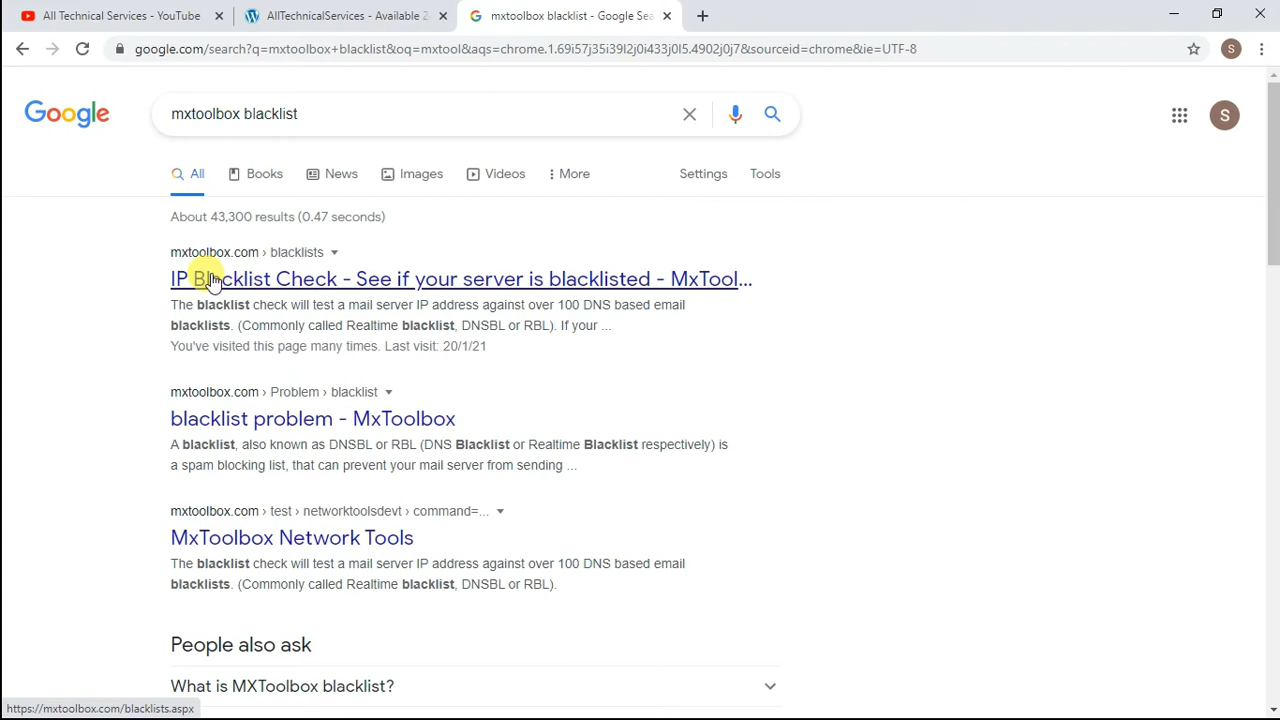 All Technical Services - YouTube
AllTechnicalServices - Available 2
mxtoolbox blacklist - Google Sea
google.com/search?q=mxtoolbox+blacklist&oq=mxtool&aqs=chrome.1.69i57j35i39l2j0i433j0l5.4902j0j7&sourceid=chrome&ie=UTF-8
S
Google
mxtoolbox blacklist
S
All
Books
News
Images
Videos
More
Settings
Tools
About 43,300 results (0.47 seconds)
mxtoolbox.com › blacklists
IP Blacklist Check - See if your server is blacklisted - MxTool...
The blacklist check will test a mail server IP address against over 100 DNS based email
blacklists. (Commonly called Realtime blacklist, DNSBL or RBL). If your ...
You've visited this page many times. Last visit: 20/1/21
mxtoolbox.com › Problem › blacklist
blacklist problem - MxToolbox
A blacklist, also known as DNSBL or RBL (DNS Blacklist or Realtime Blacklist respectively) is
a spam blocking list, that can prevent your mail server from sending ...
mxtoolbox.com › test › networktoolsdevt › command=...
MxToolbox Network Tools
The blacklist check will test a mail server IP address against over 100 DNS based email
blacklists. (Commonly called Realtime blacklist, DNSBL or RBL).
People also ask
What is MXToolbox blacklist?
https://mxtoolbox.com/blacklists.aspx